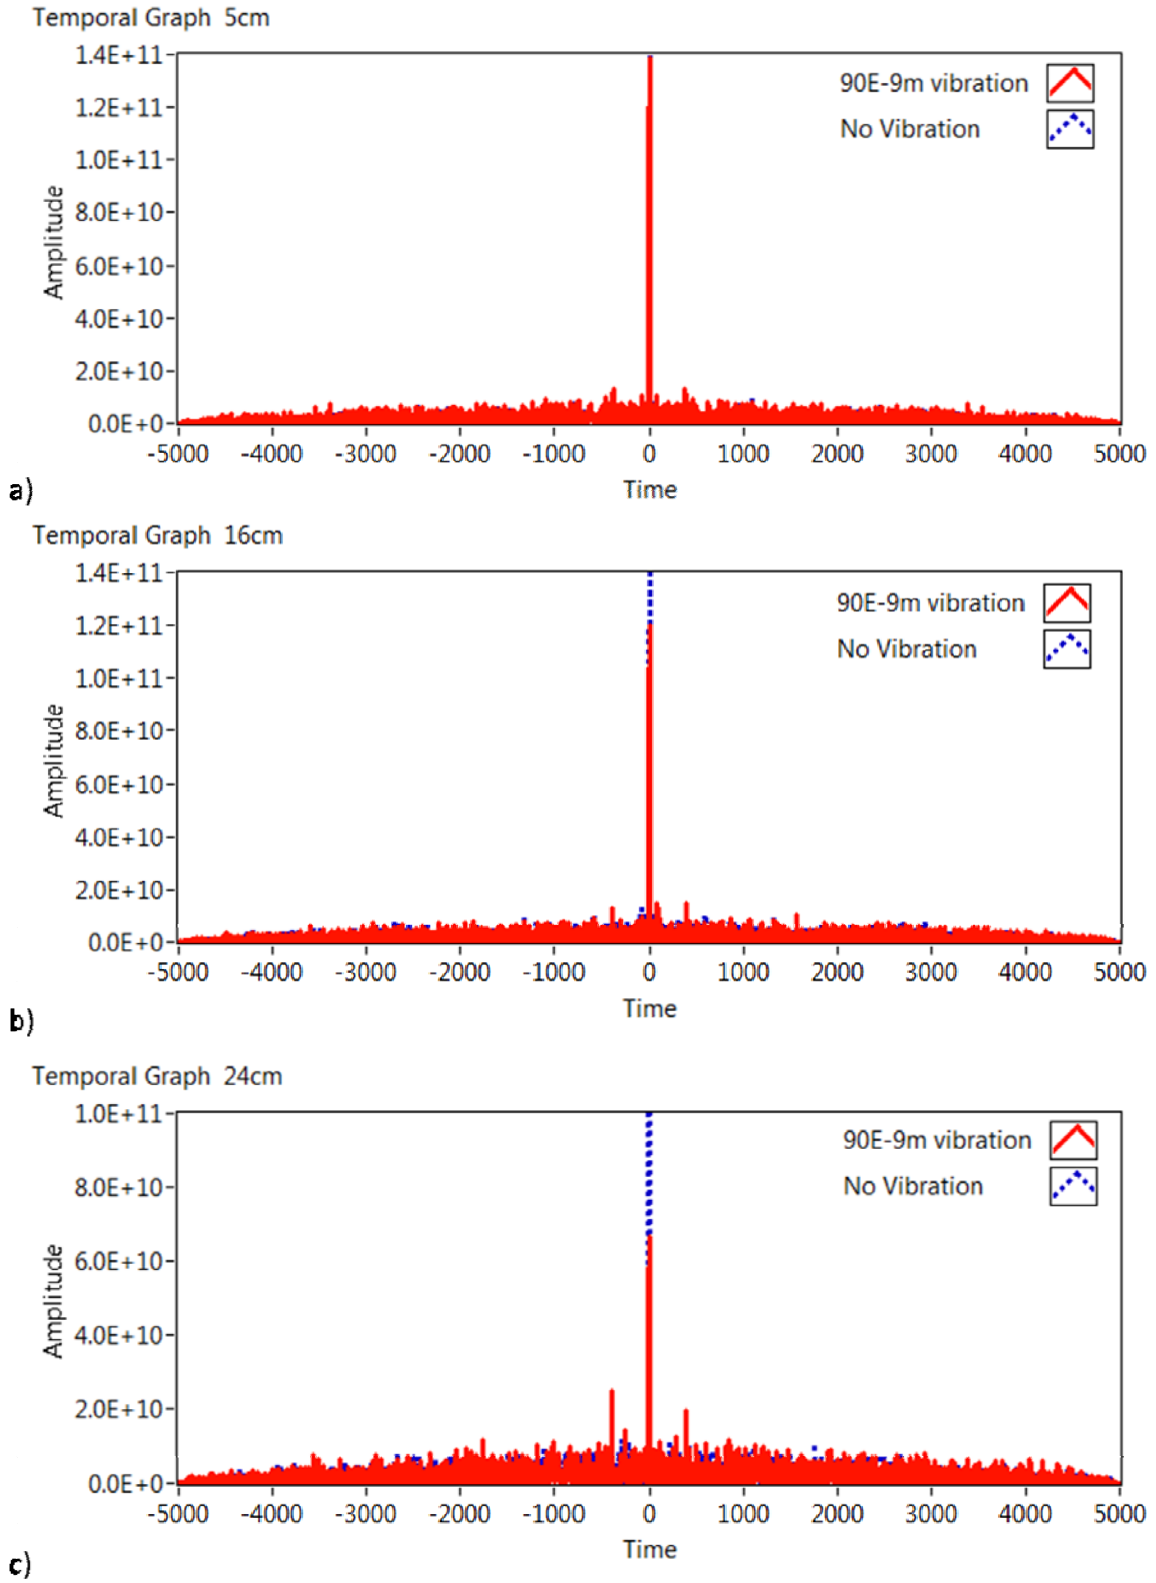 Temporal Graph 5cm
1.4E+11
1.2E+11
1.0E+11
8.0E+10
6.0E+10
4.0E+10
2.0E+10
0.0E+0
Amplitude
90E-9m vibration
No Vibration
-5000 -4000 -3000 -2000 -1000 0 1000 2000 3000 4000 5000
Time
a)
Temporal Graph 16cm
1.4E+11
1.2E+11
1.0E+11
8.0E+10
6.0E+10
4.0E+10
2.0E+10
0.0E+0
Amplitude
90E-9m vibration
No Vibration
-5000 -4000 -3000 -2000 -1000 0 1000 2000 3000 4000 5000
Time
b)
Temporal Graph 24cm
1.0E+11
8.0E+10
6.0E+10
4.0E+10
2.0E+10
0.0E+0
Amplitude
90E-9m vibration
No Vibration
-5000 -4000 -3000 -2000 -1000 0 1000 2000 3000 4000 5000
Time
c)